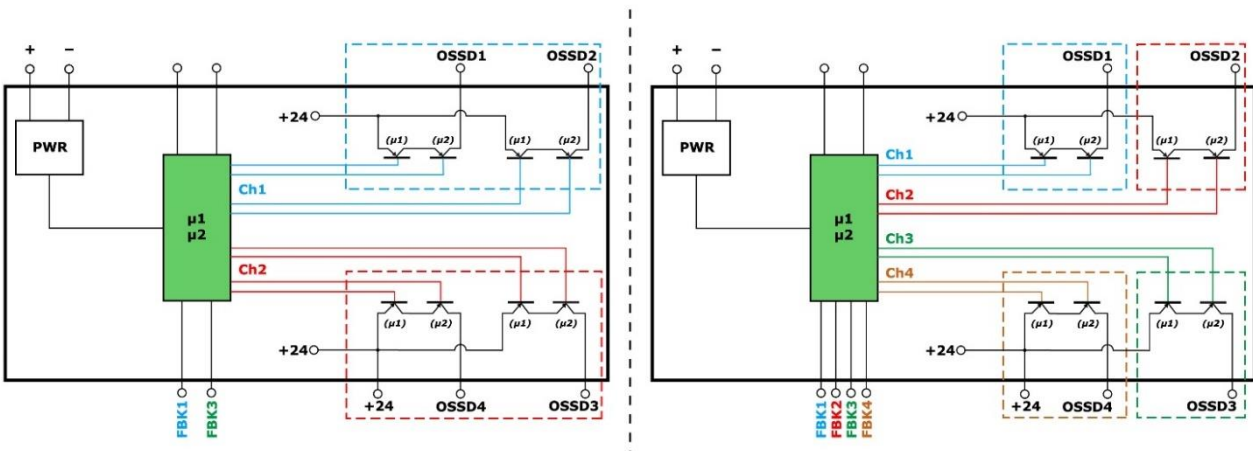 + − OSSD1 OSSD2
+24
PWR
(μ1) (μ2) (μ1) (μ2)
Ch1
μ1
μ2
Ch2
(μ1) (μ2) (μ1) (μ2)
+24
FBK1 FBK3
+24 OSSD4 OSSD3
+ − OSSD1 OSSD2
+24
PWR
(μ1) (μ2) (μ1) (μ2)
Ch1
Ch2
μ1
μ2
Ch3
Ch4
(μ1) (μ2) (μ1) (μ2)
+24
FBK1 FBK2 FBK3 FBK4
+24 OSSD4 OSSD3